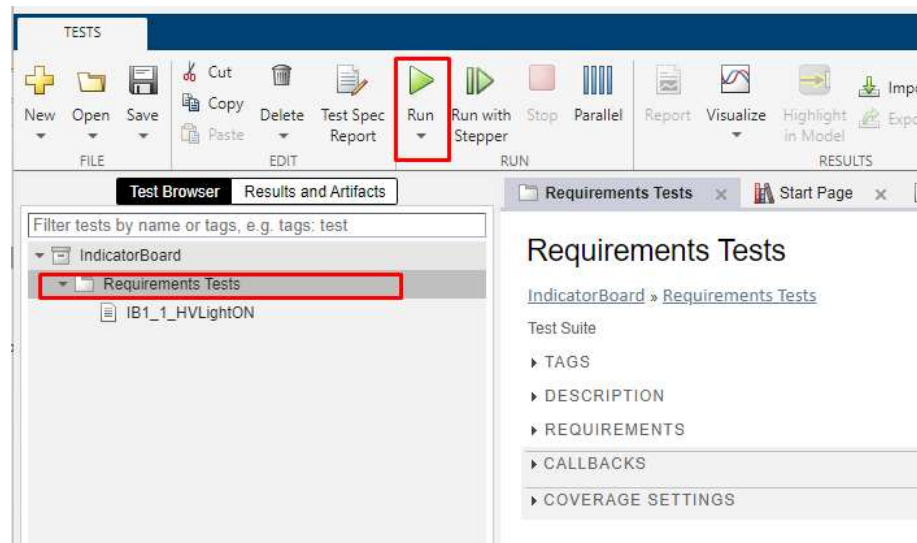 TESTS
New Open Save
Cut
Copy
Paste
Delete
Test Spec
Report
Run
Run with
Stepper
Stop
Parallel
Report
Visualize
Highlight
in Model
Impo
Expo
FILE EDIT RUN RESULTS
Test Browser Results and Artifacts
Filter tests by name or tags, e.g. tags: test
IndicatorBoard
Requirements Tests
IB1_1_HVLightON
Requirements Tests Start Page
Requirements Tests
IndicatorBoard » Requirements Tests
Test Suite
TAGS
DESCRIPTION
REQUIREMENTS
CALLBACKS
COVERAGE SETTINGS